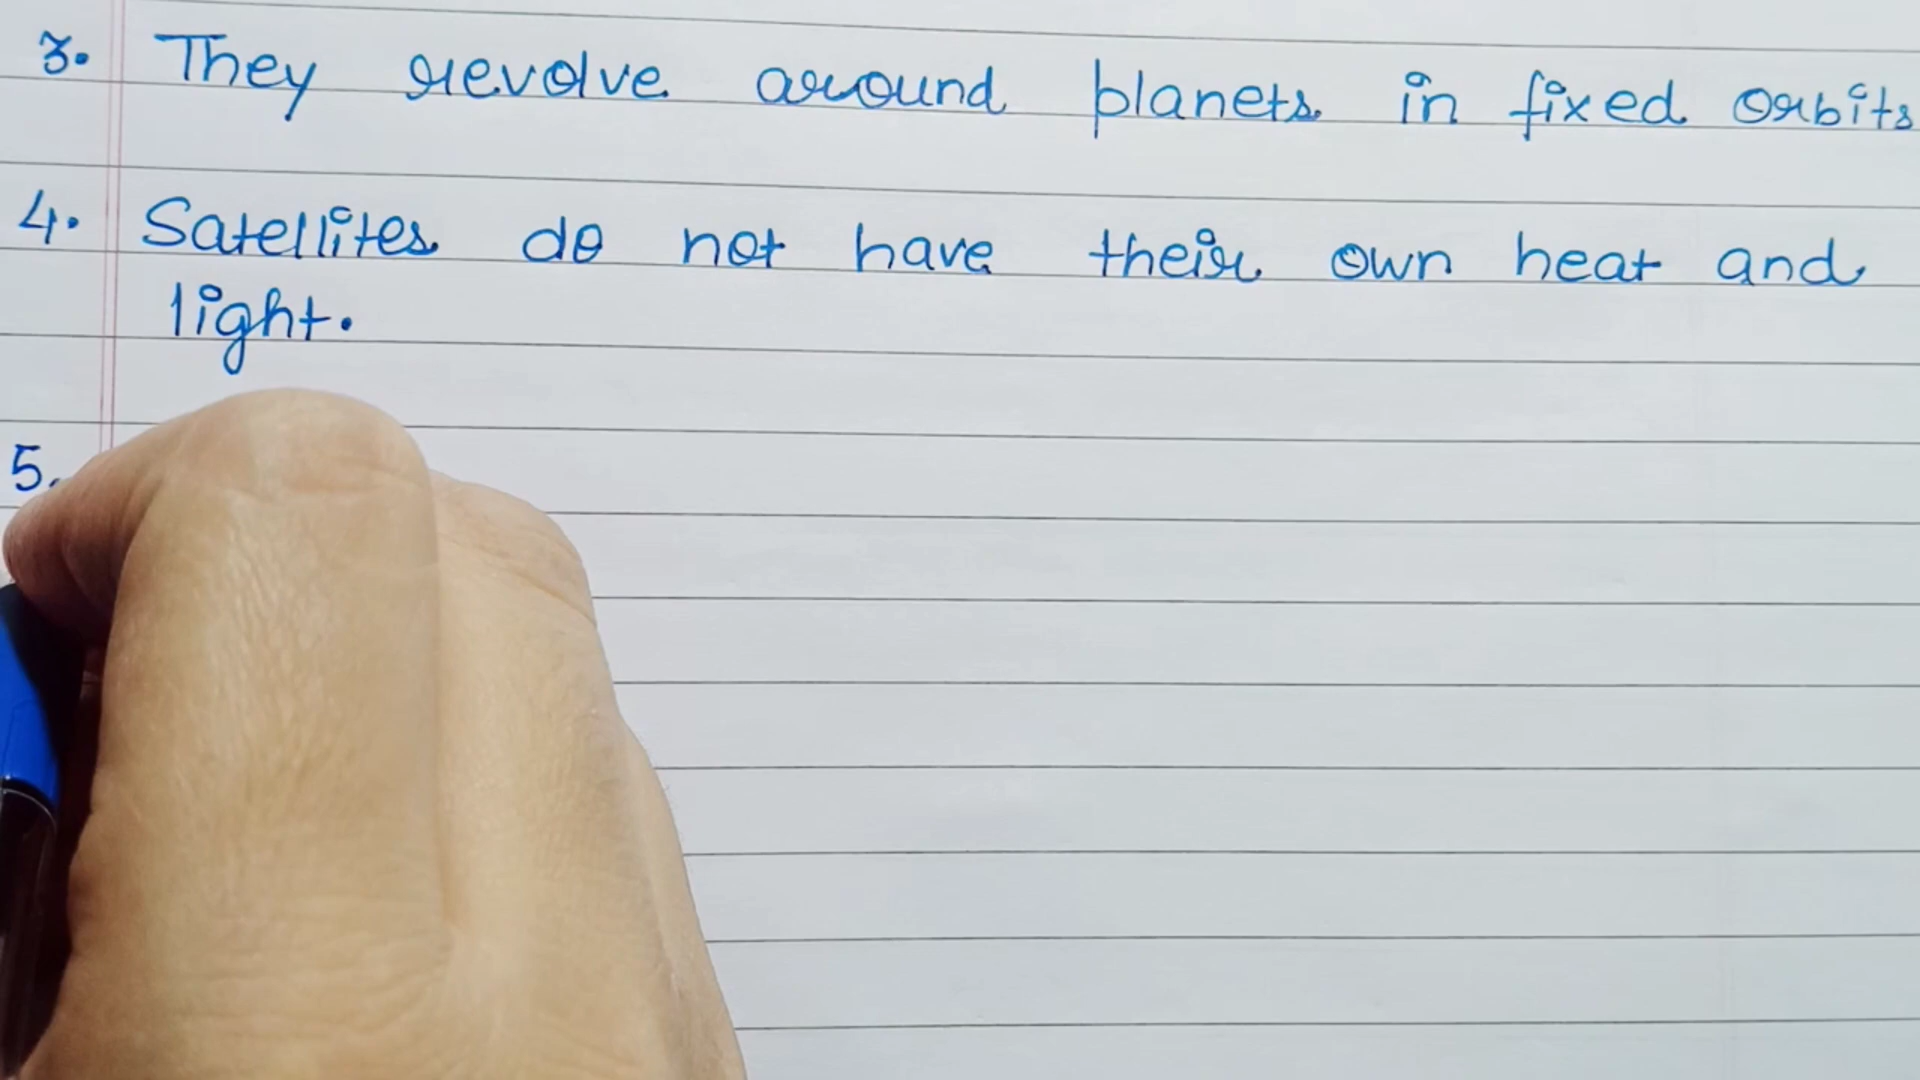 3. They revolve around planets in fixed orbits
4. Satellites do not have their own heat and
light.
5.